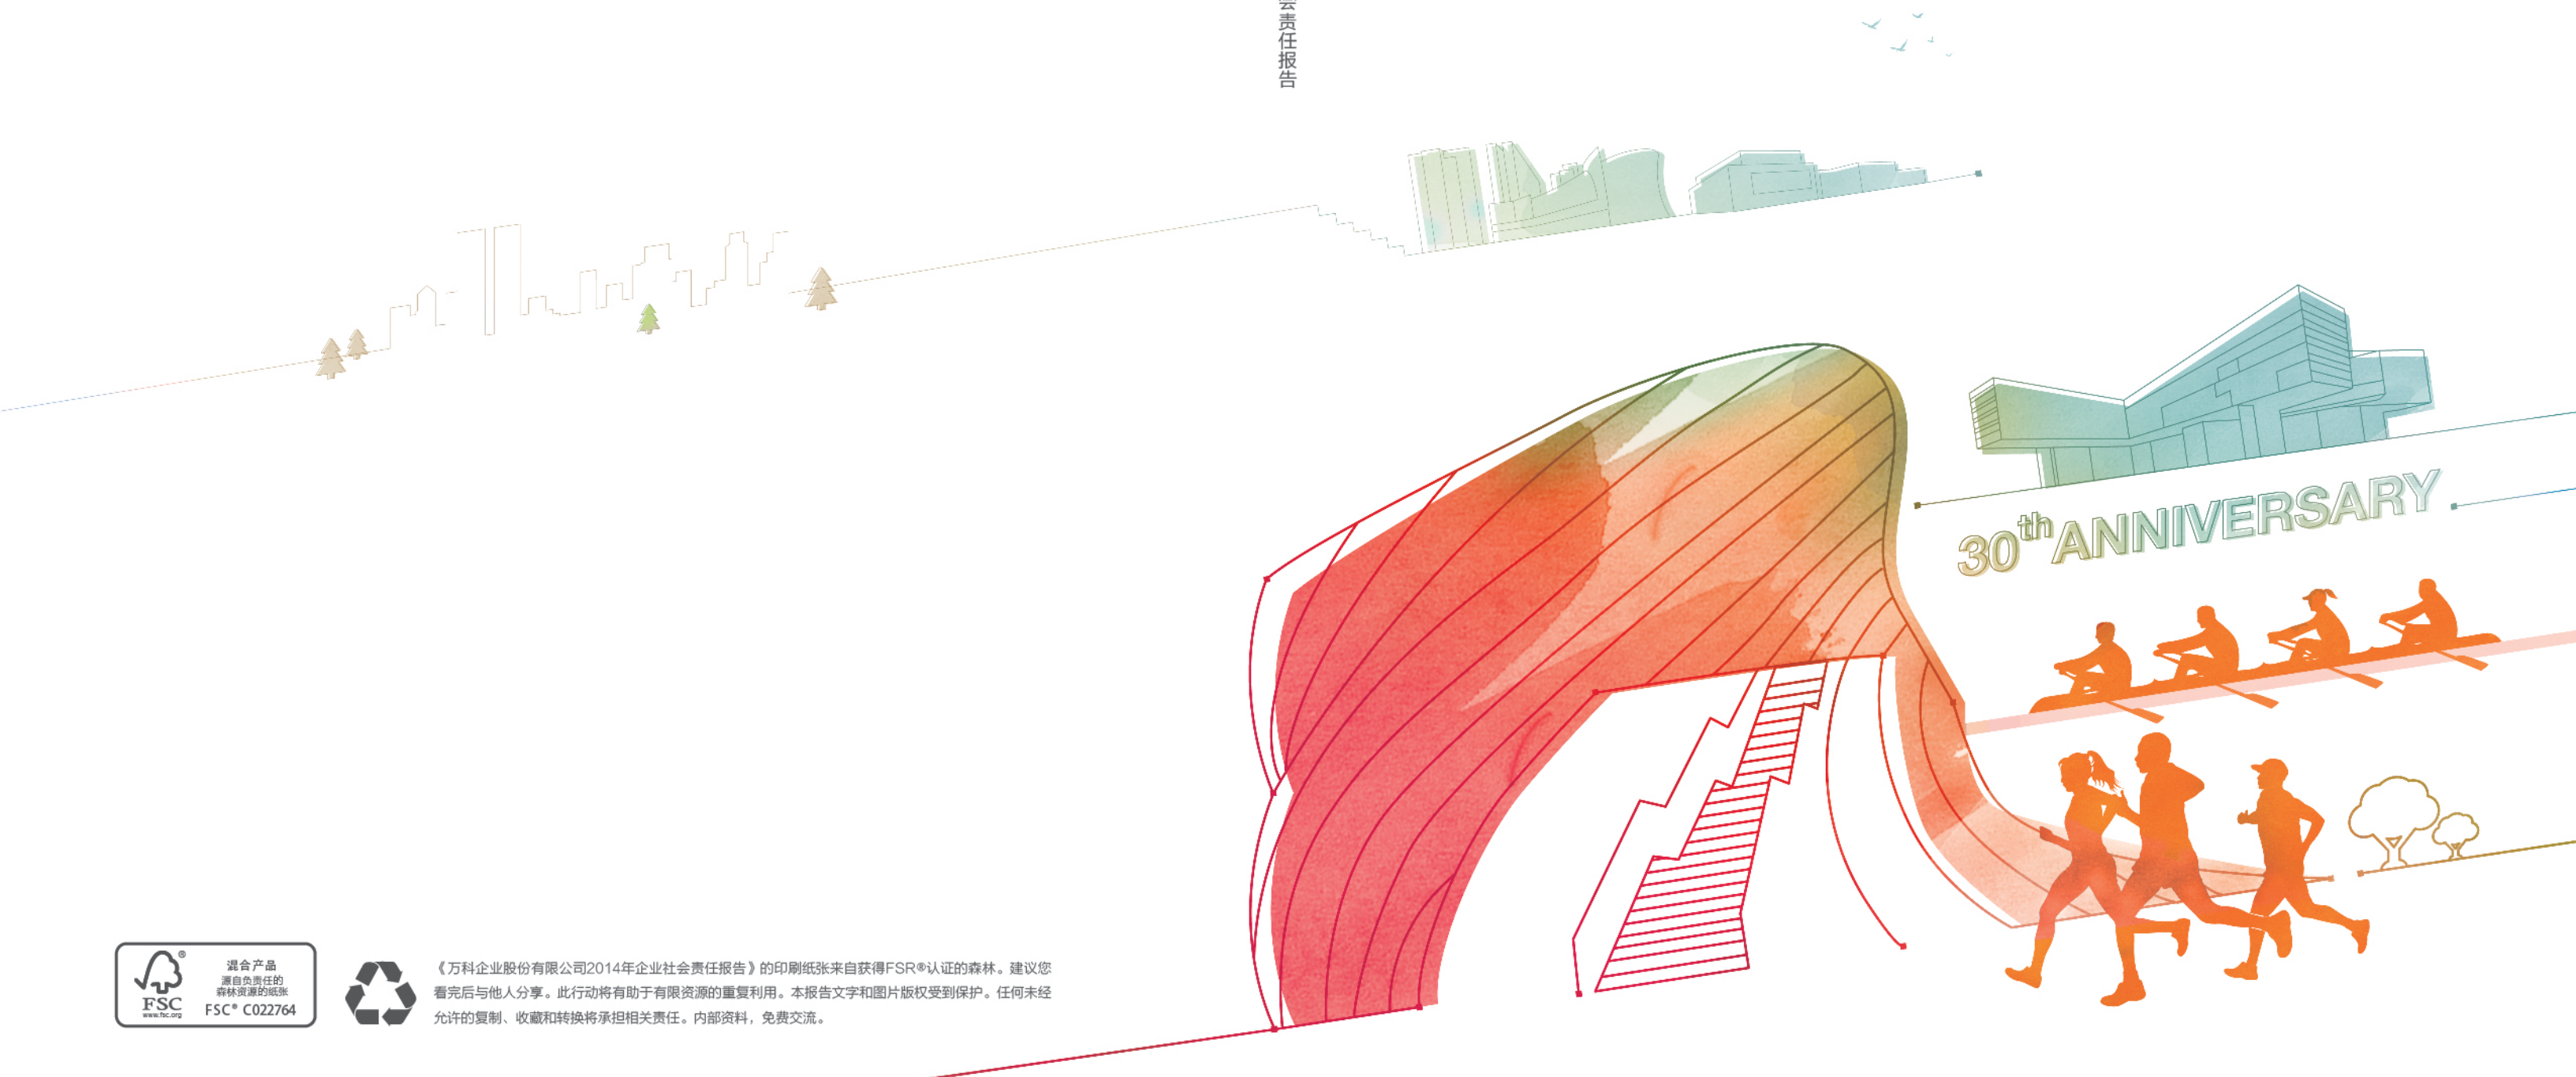 责任报告
30th ANNIVERSARY
FSC
www.fsc.org
混合产品
源自负责任的
森林资源的纸张
FSC® C022764
《万科企业股份有限公司2014年企业社会责任报告》的印刷纸张来自获得FSR®认证的森林。建议您
看完后与他人分享。此行动将有助于有限资源的重复利用。本报告文字和图片版权受到保护。任何未经
允许的复制、收藏和转换将承担相关责任。内部资料，免费交流。